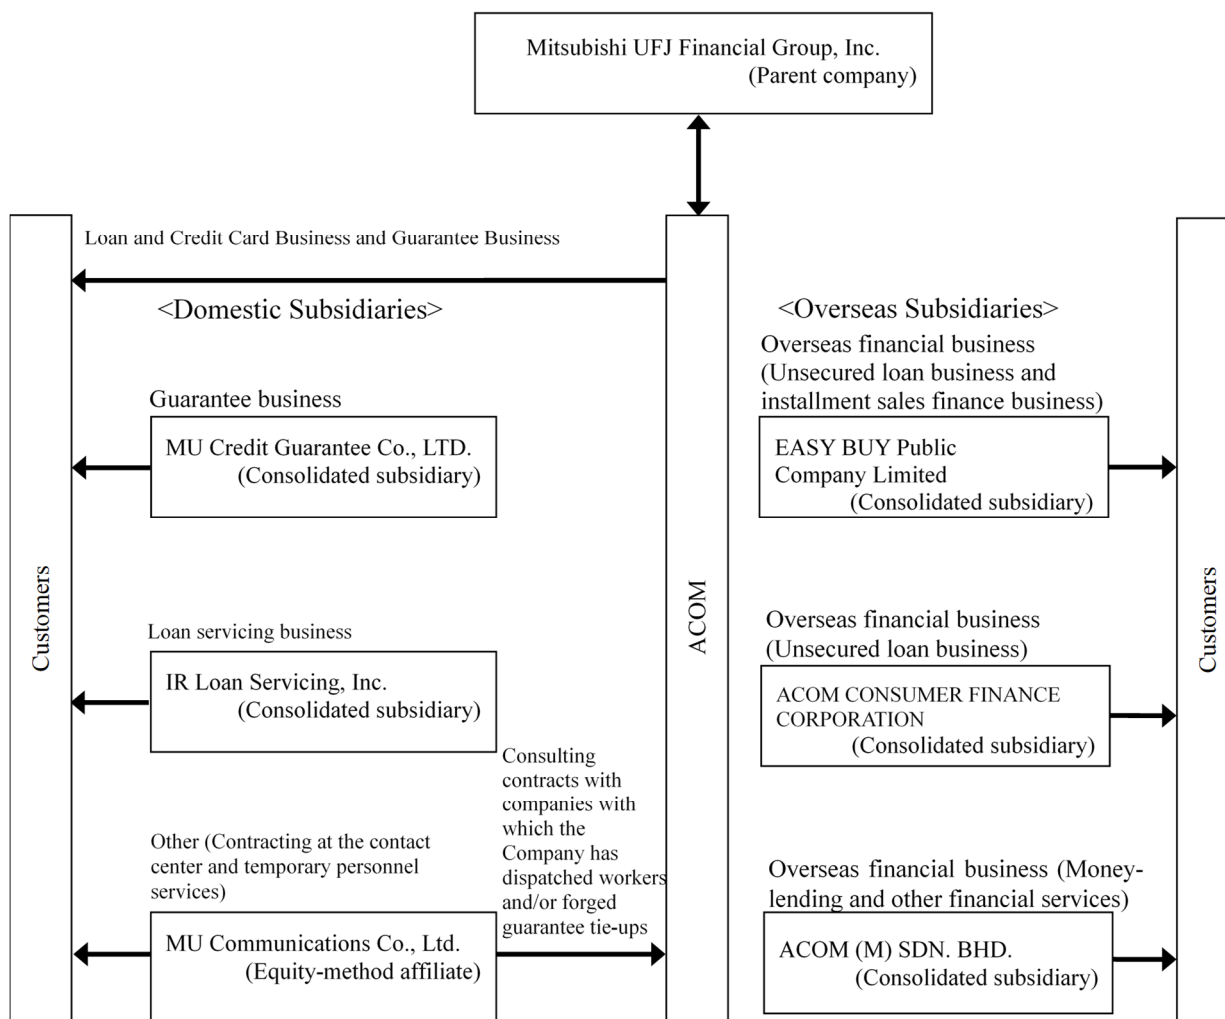 Mitsubishi UFJ Financial Group, Inc.
(Parent company)
Loan and Credit Card Business and Guarantee Business
Customers
<Domestic Subsidiaries>
Guarantee business
MU Credit Guarantee Co., LTD.
(Consolidated subsidiary)
Loan servicing business
IR Loan Servicing, Inc.
(Consolidated subsidiary)
Other (Contracting at the contact
center and temporary personnel
services)
MU Communications Co., Ltd.
(Equity-method affiliate)
Consulting
contracts with
companies with
which the
Company has
dispatched workers
and/or forged
guarantee tie-ups
ACOM
<Overseas Subsidiaries>
Overseas financial business
(Unsecured loan business and
installment sales finance business)
EASY BUY Public
Company Limited
(Consolidated subsidiary)
Overseas financial business
(Unsecured loan business)
ACOM CONSUMER FINANCE
CORPORATION
(Consolidated subsidiary)
Overseas financial business (Money-
lending and other financial services)
ACOM (M) SDN. BHD.
(Consolidated subsidiary)
Customers